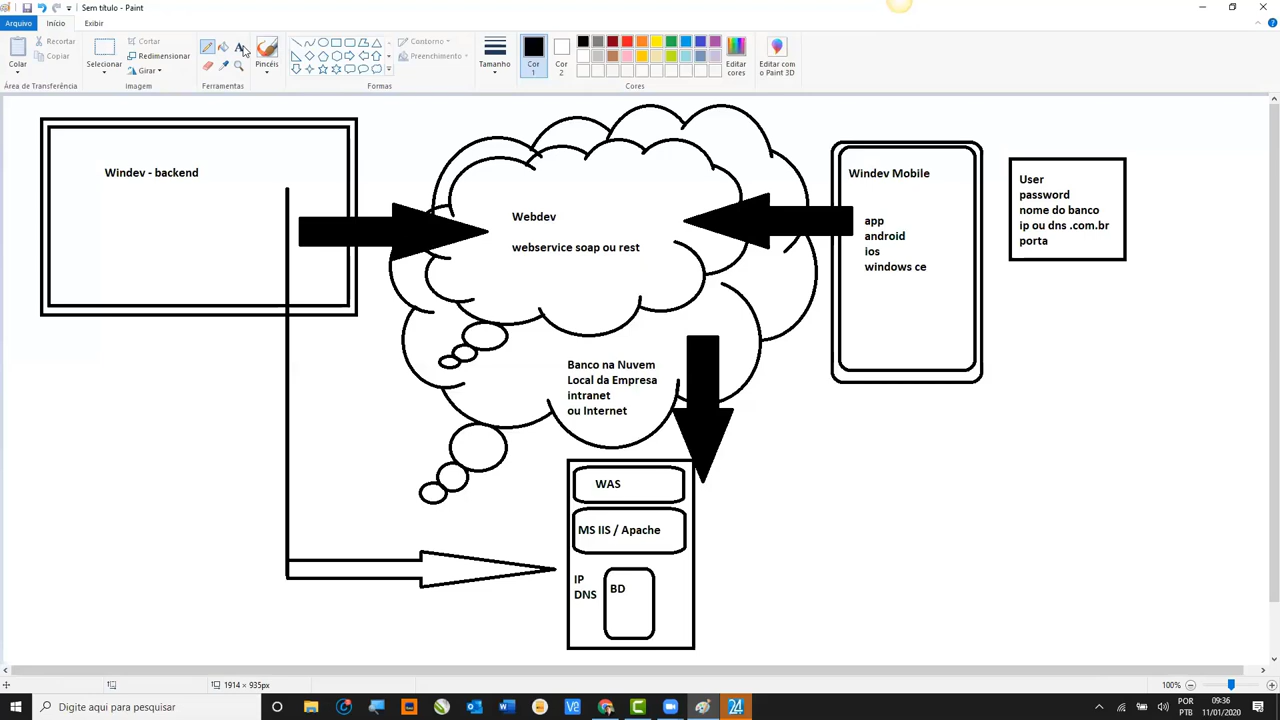 Sem título - Paint
Arquivo
Início
Exibir
Colar
Recortar
Copiar
Área de Transferência
Selecionar
Cortar
Redimensionar
Girar
Imagem
Ferramentas
Pincéis
Contorno
Preenchimento
Formas
Tamanho
Cor
1
Cor
2
Editar
cores
Editar com
o Paint 3D
Cores
Windev - backend
Webdev
webservice soap ou rest
Windev Mobile
app
android
ios
windows ce
User
password
nome do banco
ip ou dns .com.br
porta
Banco na Nuvem
Local da Empresa
intranet
ou Internet
WAS
MS IIS / Apache
IP
DNS
BD
1914 × 935px
100%
Digite aqui para pesquisar
V2
24
POR
PTB
09:36
11/01/2020